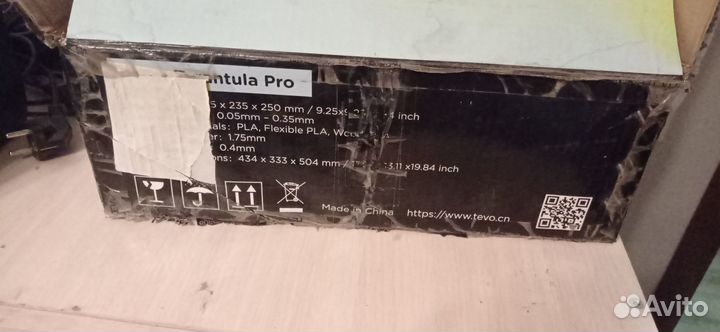 ntula Pro
5 x 235 x 250 mm / 9.25x9 inch
0.05mm – 0.35mm
als: PLA, Flexible PLA,
er: 1.75mm
0.4mm
ons: 434 x 333 x 504 mm / 3.11 x19.84 inch
Made in China https://www.tevo.cn
Avito